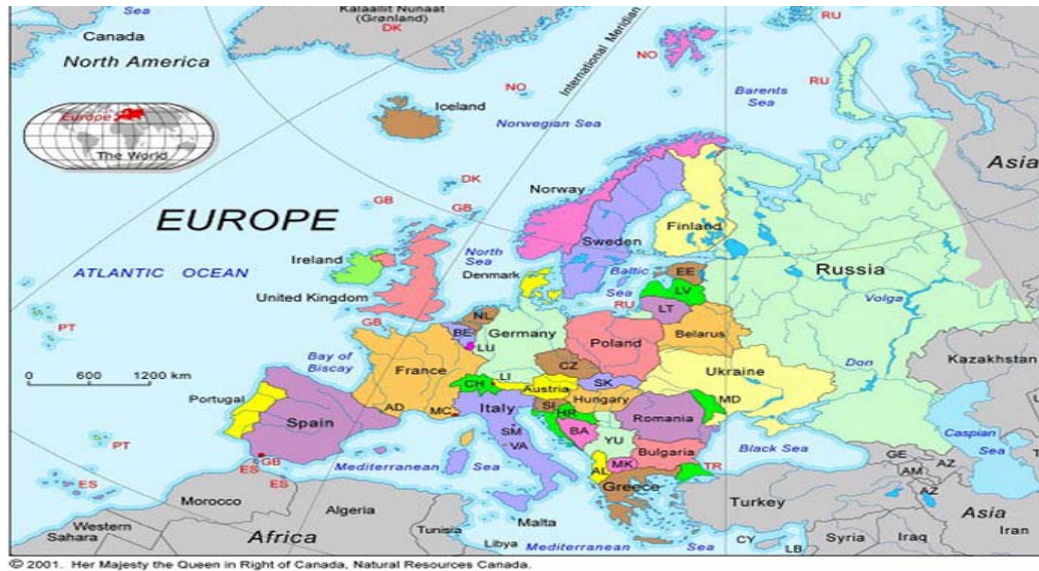 Sea
Canada
North America
Kalaallit Nunaat
(Grønland)
DK
International Meridian
NO
RU
RU
Barents
Sea
Asia
Europe
The World
Iceland
NO
Norwegian Sea
EUROPE
ATLANTIC OCEAN
GB
DK
GB
Norway
Sweden
Finland
Russia
North
Sea
Ireland
United Kingdom
GB
Denmark
Baltic
Sea
RU
EE
LV
LT
Volga
PT
Bay of
Biscay
NL
BE
LU
Germany
Poland
Belarus
Don
Kazakhstan
0 600 1200 km
France
CH
LI
CZ
SK
Austria
Ukraine
MD
Portugal
Spain
AD
MC
Italy
SM
VA
SI
HR
BA
Hungary
YU
Romania
Bulgaria
MK
AL
Greece
TR
Black Sea
Caspian
Sea
PT
ES
ES
GB
ES
Mediterranean Sea
GE
AM
AZ
AZ
Turkey
Asia
Iran
Morocco
Algeria
Tunisia
Malta
Libya
Western
Sahara
Africa
Mediterranean Sea
CY
LB
Syria
Iraq
© 2001. Her Majesty the Queen in Right of Canada, Natural Resources Canada.